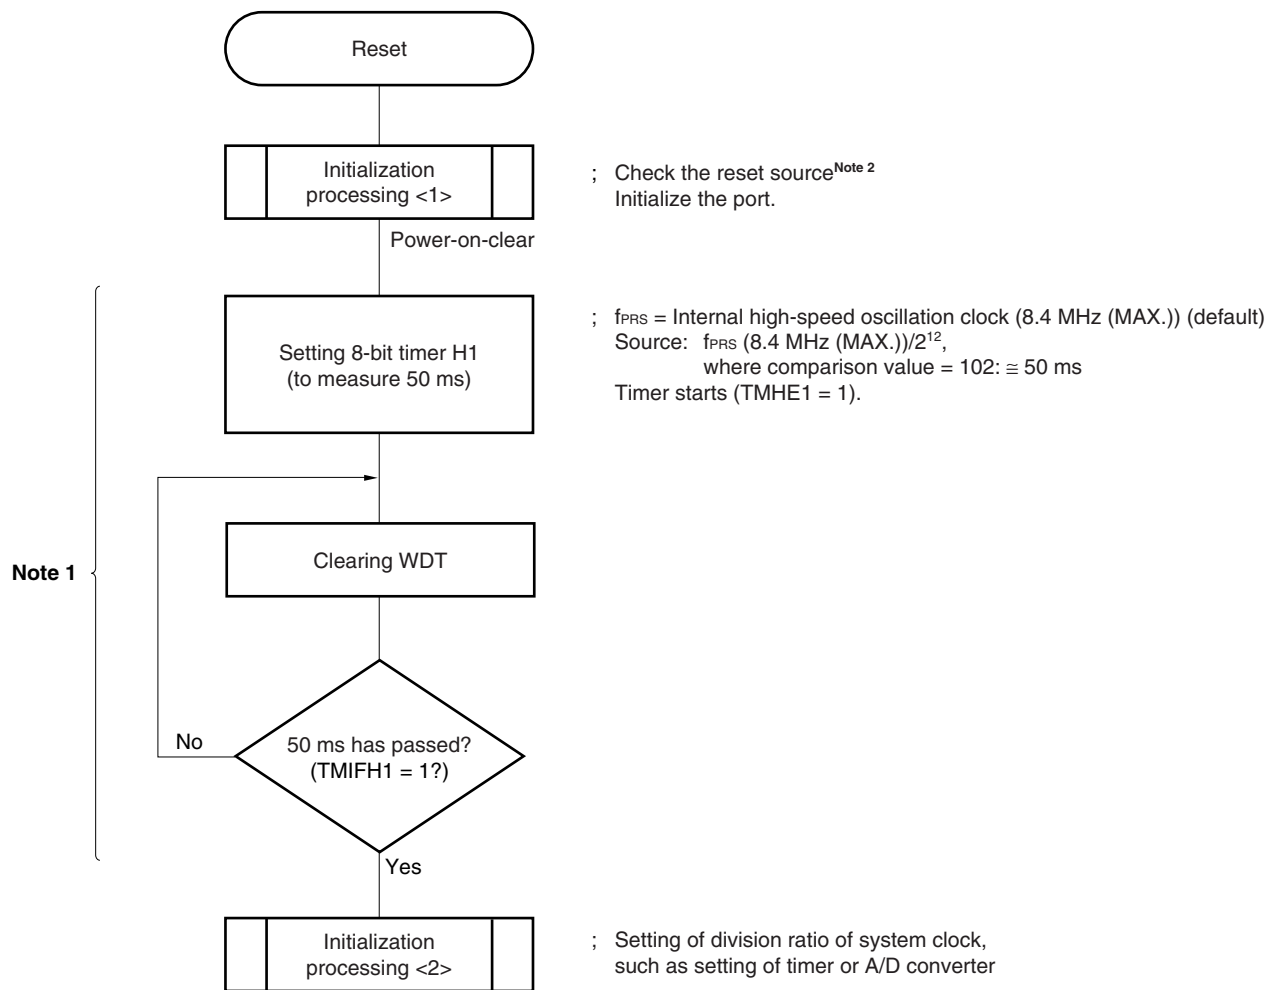 Reset
Initialization
processing <1>
; Check the reset sourceNote 2
Initialize the port.
Power-on-clear
Setting 8-bit timer H1
(to measure 50 ms)
; fPRS = Internal high-speed oscillation clock (8.4 MHz (MAX.)) (default)
Source: fPRS (8.4 MHz (MAX.))/2^12,
where comparison value = 102: ≅ 50 ms
Timer starts (TMHE1 = 1).
Note 1
Clearing WDT
No
50 ms has passed?
(TMIFH1 = 1?)
Yes
Initialization
processing <2>
; Setting of division ratio of system clock,
such as setting of timer or A/D converter